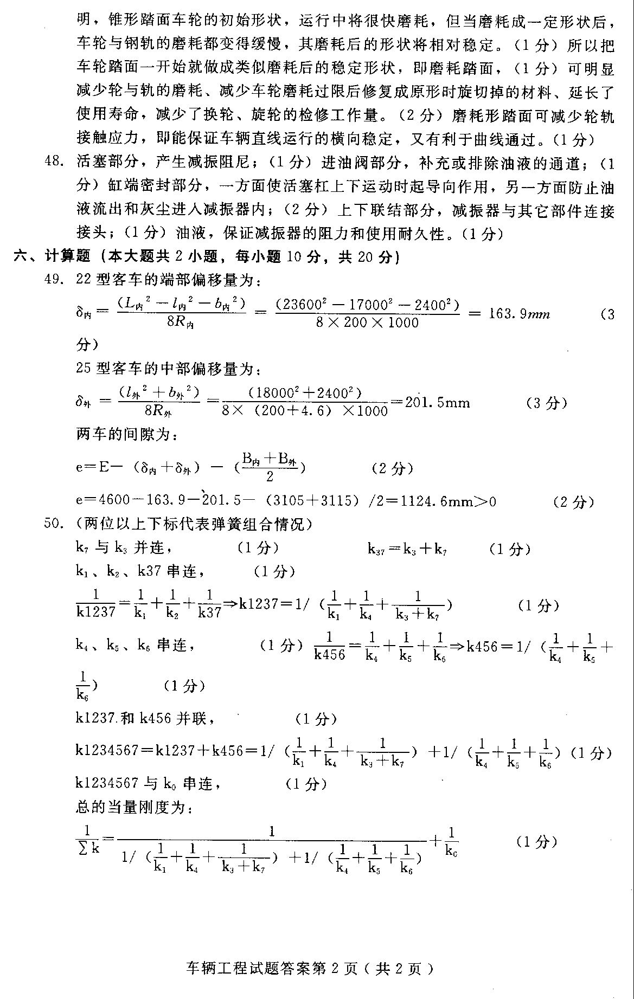 明，锥形踏面车轮的初始形状，运行中将很快磨耗，但当磨耗成一定形状后，
车轮与钢轨的磨耗都变得缓慢，其磨耗后的形状将相对稳定。（1 分）所以把
车轮踏面一开始就做成类似磨耗后的稳定形状，即磨耗踏面，（1 分）可明显
减少轮与轨的磨耗、减少车轮磨耗过限后修复成原形时旋切掉的材料、延长了
使用寿命，减少了换轮、旋轮的检修工作量。（2 分）磨耗形踏面可减少轮轨
接触应力，即能保证车辆直线运行的横向稳定，又有利于曲线通过。（1 分）
48. 活塞部分，产生减振阻尼；（1 分）进油阀部分，补充或排除油液的通道；（1
分）缸端密封部分，一方面使活塞杠上下运动时起导向作用，另一方面防止油
液流出和灰尘进入减振器内；（2 分）上下联结部分，减振器与其它部件连接
接头；（1 分）油液，保证减振器的阻力和使用耐久性。（1 分）
六、计算题（本大题共 2 小题，每小题 10 分，共 20 分）
49. 22 型客车的端部偏移量为：
δ内 = (L内² − l内² − b内²) / 8R内 = (23600² − 17000² − 2400²) / 8×200×1000 = 163.9mm （3
分）
25 型客车的中部偏移量为：
δ外 = (l外² + b外²) / 8R外 = (18000²+2400²) / 8×（200+4.6）×1000 =201.5mm （3 分）
两车的间隙为：
e=E−（δ内+δ外）−（(B内+B外)/2） （2 分）
e=4600−163.9−201.5−（3105+3115）/2=1124.6mm>0 （2 分）
50.（两位以上下标代表弹簧组合情况）
k₇ 与 k₃ 并连， （1 分） k₃₇=k₃+k₇ （1 分）
k₁、k₂、k37 串连， （1 分）
1/k1237=1/k₁+1/k₂+1/k37⇒k1237=1/（1/k₁+1/k₄+1/(k₃+k₇)） （1 分）
k₄、k₅、k₆ 串连， （1 分）1/k456=1/k₄+1/k₅+1/k₆⇒k456=1/（1/k₄+1/k₅+
1/k₆） （1 分）
k1237.和 k456 并联， （1 分）
k1234567=k1237+k456=1/（1/k₁+1/k₄+1/(k₃+k₇)）+1/（1/k₄+1/k₅+1/k₆）（1 分）
k1234567 与 k₀ 串连， （1 分）
总的当量刚度为：
1/∑k=1/(1/（1/k₁+1/k₄+1/(k₃+k₇)）+1/（1/k₄+1/k₅+1/k₆）)+1/k₀ （1 分）
车辆工程试题答案第 2 页（共 2 页）